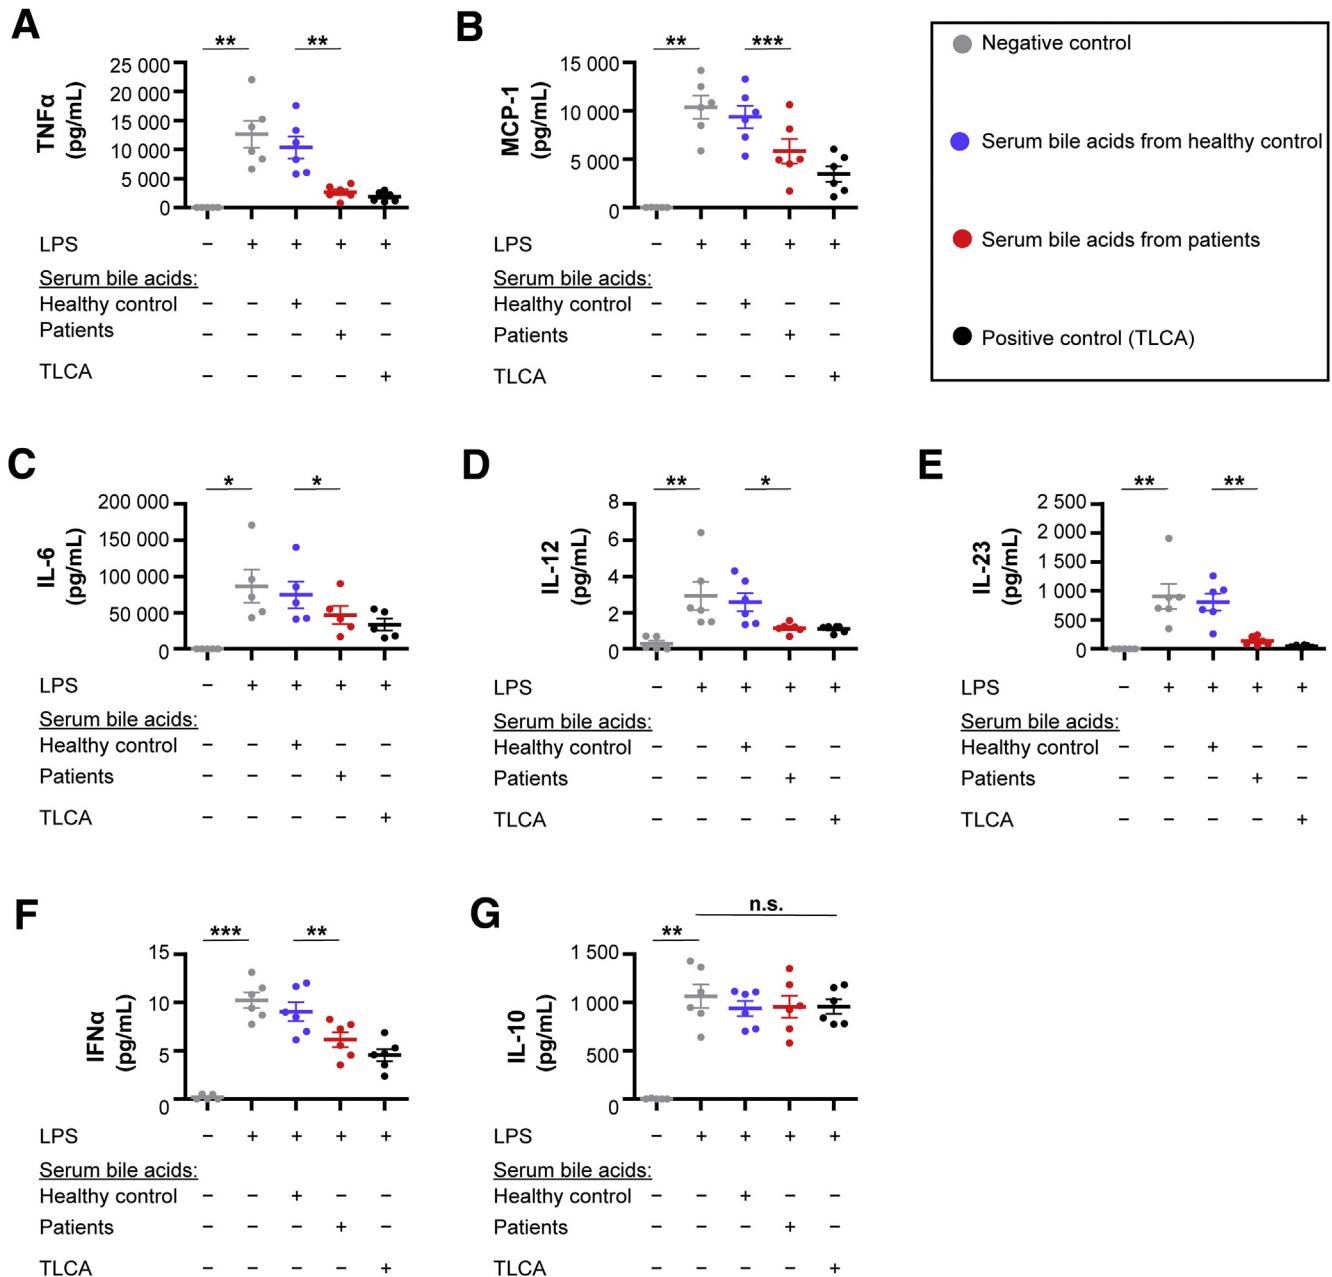 A
** **
TNFα
(pg/mL)
25 000
20 000
15 000
10 000
5 000
0
LPS − + + + +
Serum bile acids:
Healthy control − − + − −
Patients − − − + −
TLCA − − − − +
B
** ***
MCP-1
(pg/mL)
15 000
10 000
5 000
0
LPS − + + + +
Serum bile acids:
Healthy control − − + − −
Patients − − − + −
TLCA − − − − +
Negative control
Serum bile acids from healthy control
Serum bile acids from patients
Positive control (TLCA)
C
* *
IL-6
(pg/mL)
200 000
150 000
100 000
50 000
0
LPS − + + + +
Serum bile acids:
Healthy control − − + − −
Patients − − − + −
TLCA − − − − +
D
** *
IL-12
(pg/mL)
8
6
4
2
0
LPS − + + + +
Serum bile acids:
Healthy control − − + − −
Patients − − − + −
TLCA − − − − +
E
** **
IL-23
(pg/mL)
2 500
2 000
1 500
1 000
500
0
LPS − + + + +
Serum bile acids:
Healthy control − − + − −
Patients − − − + −
TLCA − − − − +
F
*** **
IFNα
(pg/mL)
15
10
5
0
LPS − + + + +
Serum bile acids:
Healthy control − − + − −
Patients − − − + −
TLCA − − − − +
G
n.s.
**
IL-10
(pg/mL)
1 500
1 000
500
0
LPS − + + + +
Serum bile acids:
Healthy control − − + − −
Patients − − − + −
TLCA − − − − +